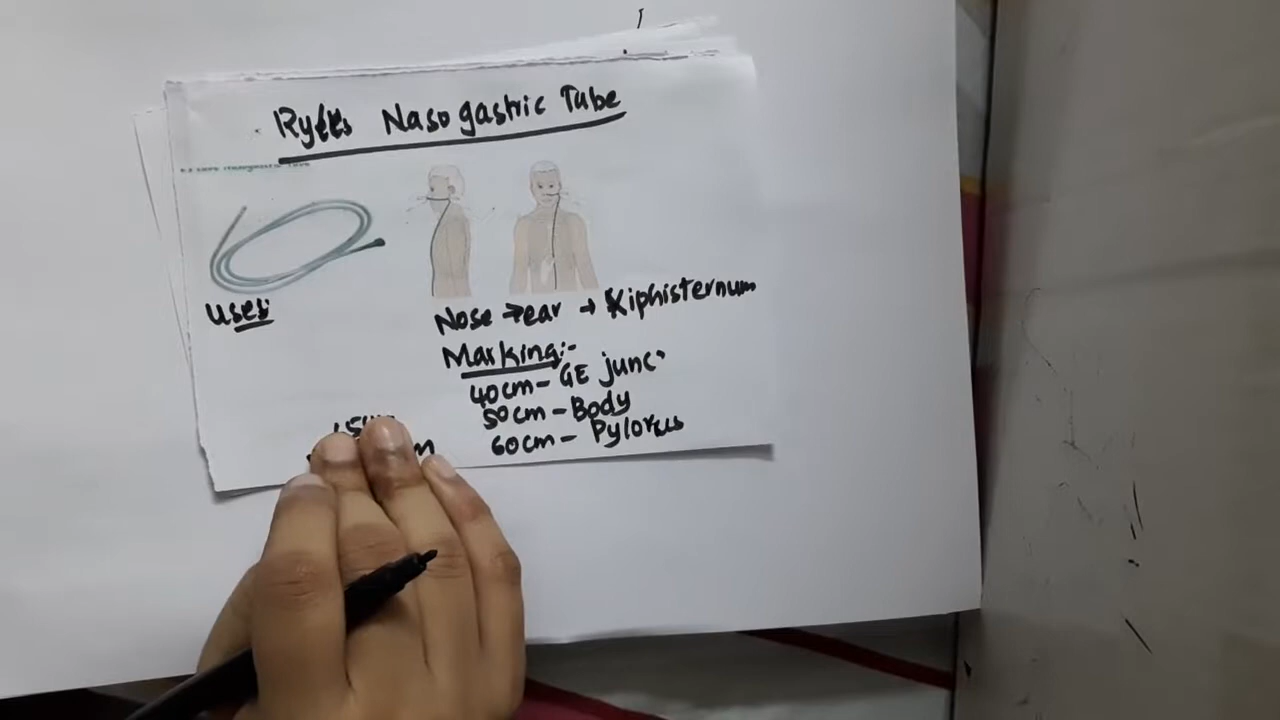 Ryles Nasogastric Tube
Uses:
Nose → ear → Xiphisternum
Marking:-
40cm - GE junc
50cm - Body
60cm - Pylorus